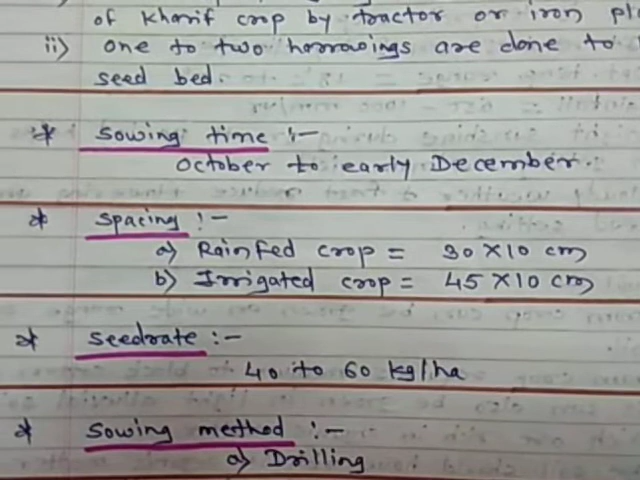 of Kharif crop by tractor or iron
ii) one to two harrowings are done to
seed bed.
* Sowing time :-
October to early December.
* Spacing :-
a) Rainfed crop = 30 X 10 cm
b) Irrigated crop = 45 X 10 cm
* Seedrate :-
40 to 60 kg/ha
* Sowing method :-
a) Drilling